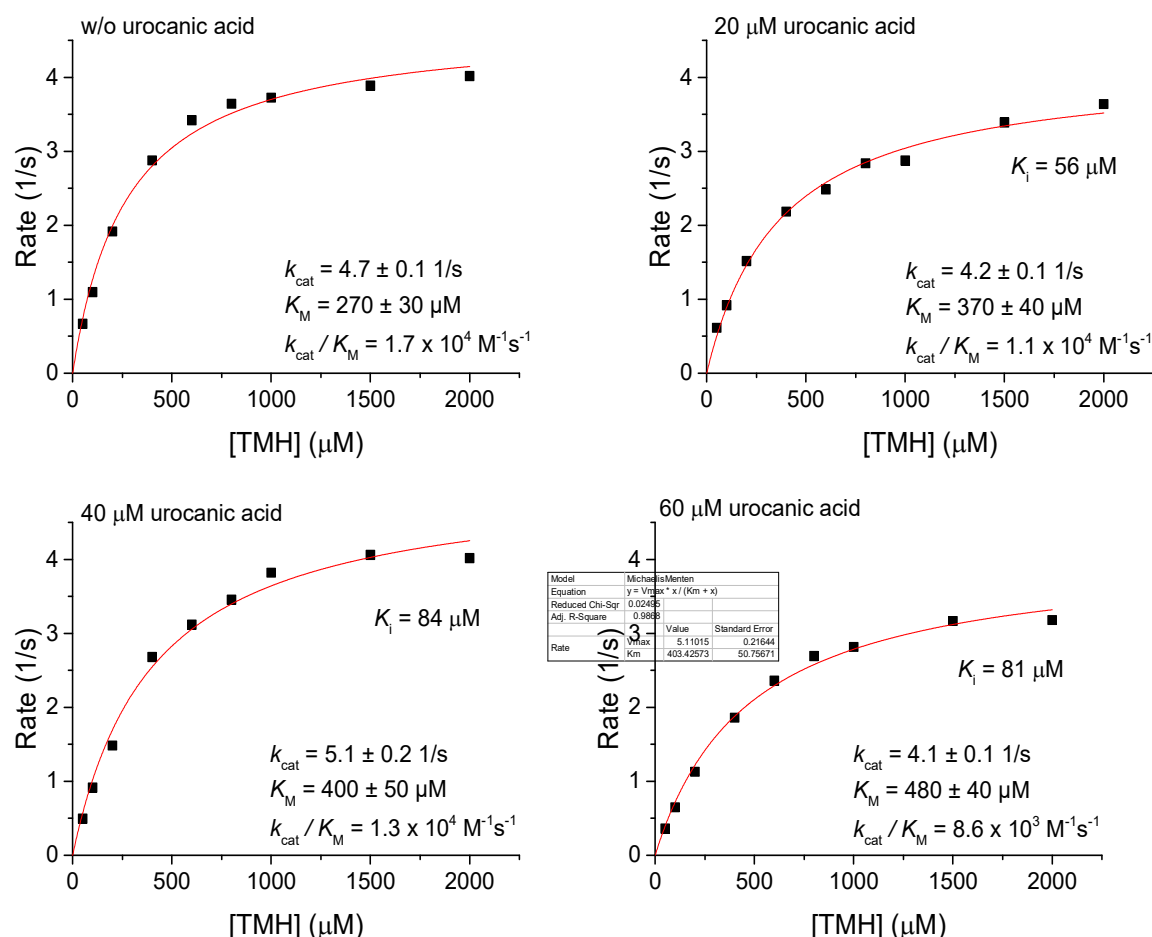 w/o urocanic acid
4
3
2
1
0
Rate (1/s)
k_cat = 4.7 ± 0.1 1/s
K_M = 270 ± 30 µM
k_cat / K_M = 1.7 x 10⁴ M⁻¹s⁻¹
0 500 1000 1500 2000
[TMH] (µM)
20 µM urocanic acid
4
3
2
1
0
Rate (1/s)
K_i = 56 µM
k_cat = 4.2 ± 0.1 1/s
K_M = 370 ± 40 µM
k_cat / K_M = 1.1 x 10⁴ M⁻¹s⁻¹
0 500 1000 1500 2000
[TMH] (µM)
40 µM urocanic acid
4
3
2
1
0
Rate (1/s)
K_i = 84 µM
k_cat = 5.1 ± 0.2 1/s
K_M = 400 ± 50 µM
k_cat / K_M = 1.3 x 10⁴ M⁻¹s⁻¹
0 500 1000 1500 2000
[TMH] (µM)
Model MichaelisMenten
Equation y = Vmax * x / (Km + x)
Reduced Chi-Sqr 0.02495
Adj. R-Square 0.9868
Value Standard Error
Rate Vmax 5.11015 0.21644
Km 403.42573 50.75671
60 µM urocanic acid
4
3
2
1
0
Rate (1/s)
K_i = 81 µM
k_cat = 4.1 ± 0.1 1/s
K_M = 480 ± 40 µM
k_cat / K_M = 8.6 x 10³ M⁻¹s⁻¹
0 500 1000 1500 2000
[TMH] (µM)